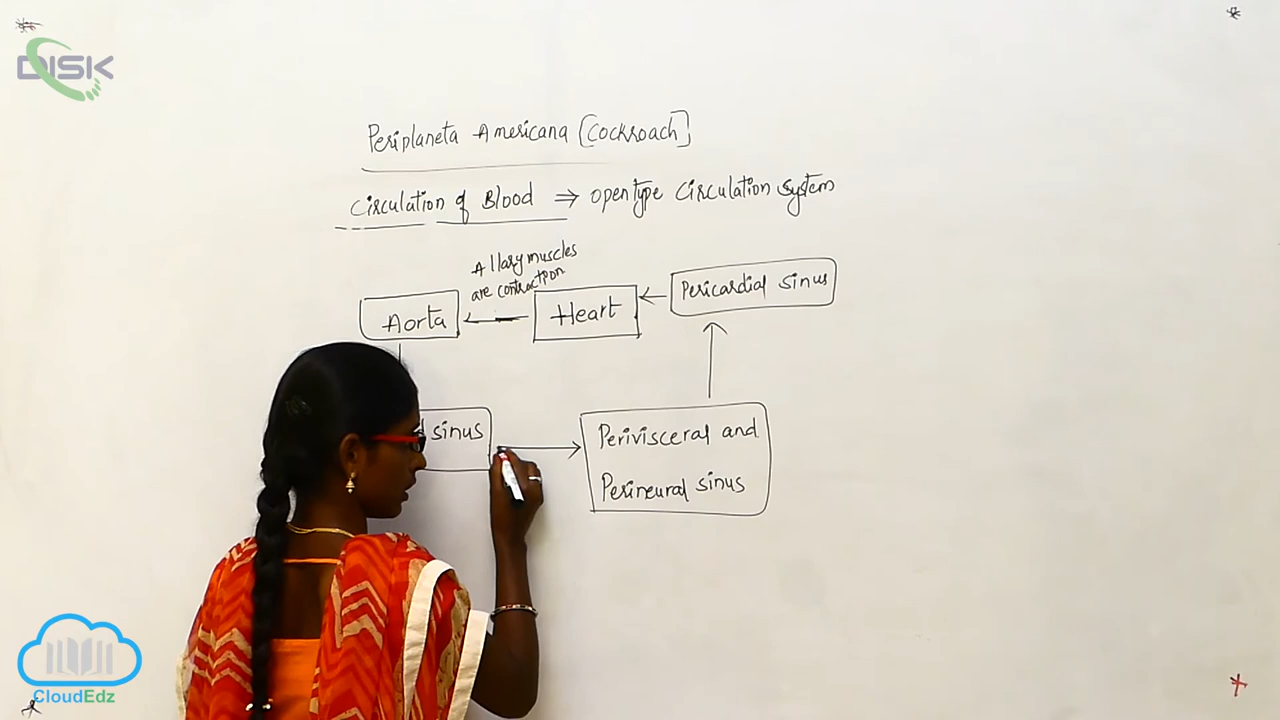 DISK
Periplaneta Americana [Cockroach]
Circulation of Blood ⇒ open type circulation system
Allary muscles
are contraction
Aorta
Heart
Pericardial sinus
sinus
Perivisceral and
Perineural sinus
CloudEdz